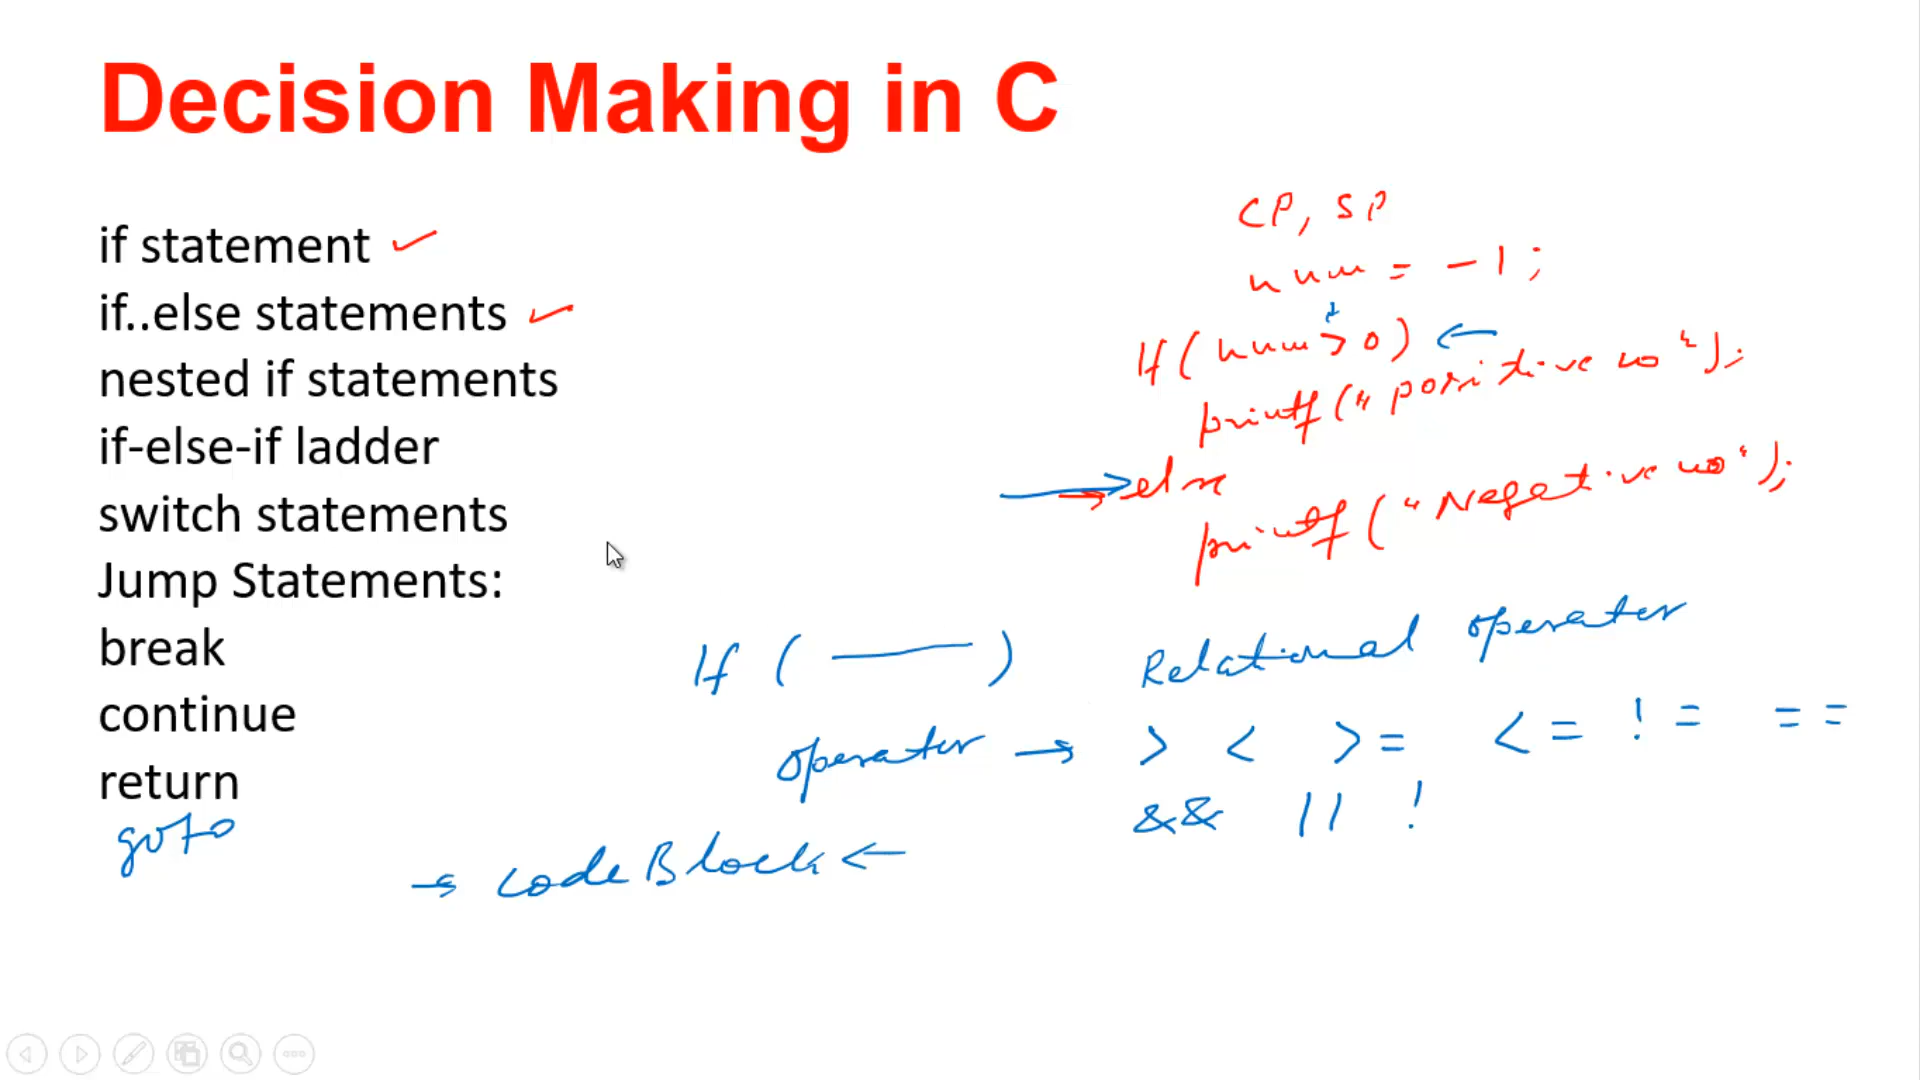 Decision Making in C
if statement
if..else statements
nested if statements
if-else-if ladder
switch statements
Jump Statements:
break
continue
return
goto
CP, SP
num = -1;
If (num > 0) ←
printf (" positive no ");
→ else
printf ( " Negative no " );
If ( — )
Relational operator
operator → > < >= <= != ==
&& || !
→ code Block ←